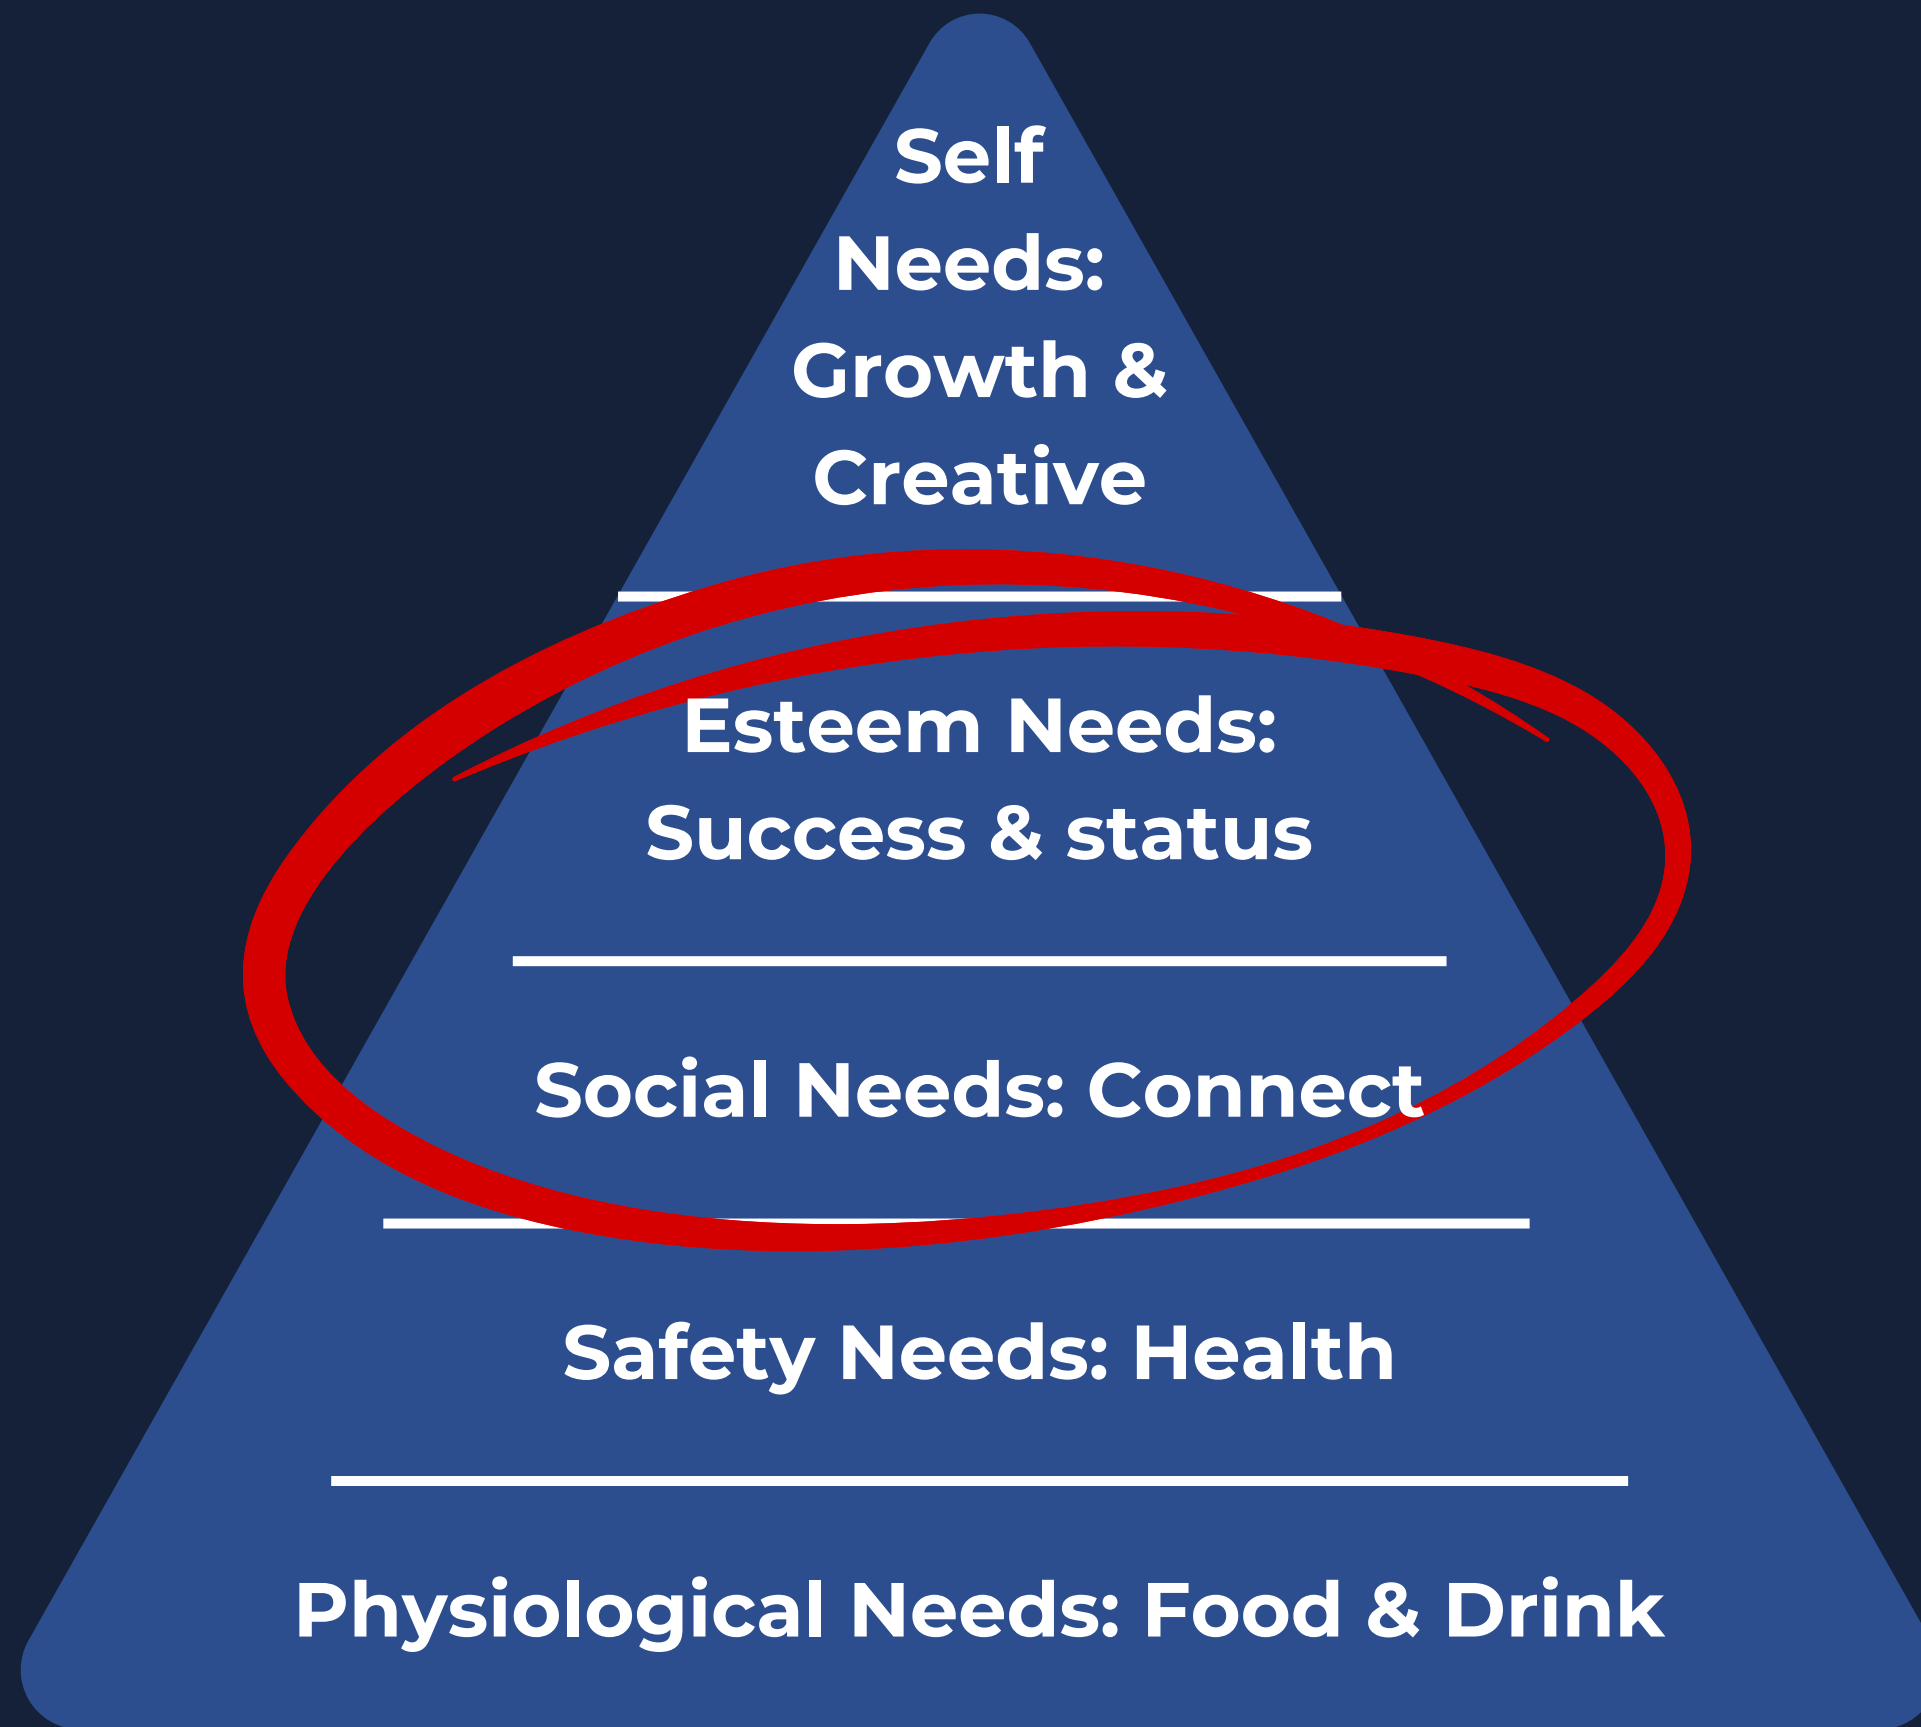 Self
Needs:
Growth &
Creative
Esteem Needs:
Success & status
Social Needs: Connect
Safety Needs: Health
Physiological Needs: Food & Drink